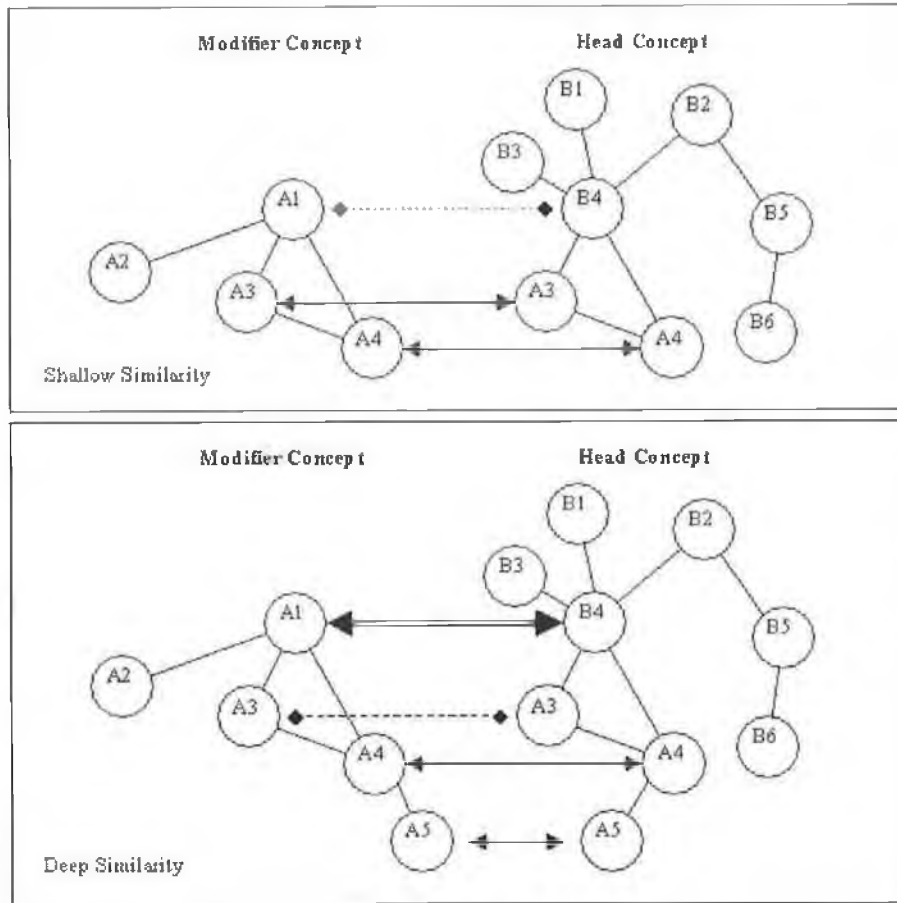 Modifier Concept Head Concept
B1
B2
B3
A1 B4
B5
A2
A3 A3
B6
A4 A4
Shallow Similarity
Modifier Concept Head Concept
B1
B2
B3
A1 B4
B5
A2
A3 A3
B6
A4 A4
A5 A5
Deep Similarity